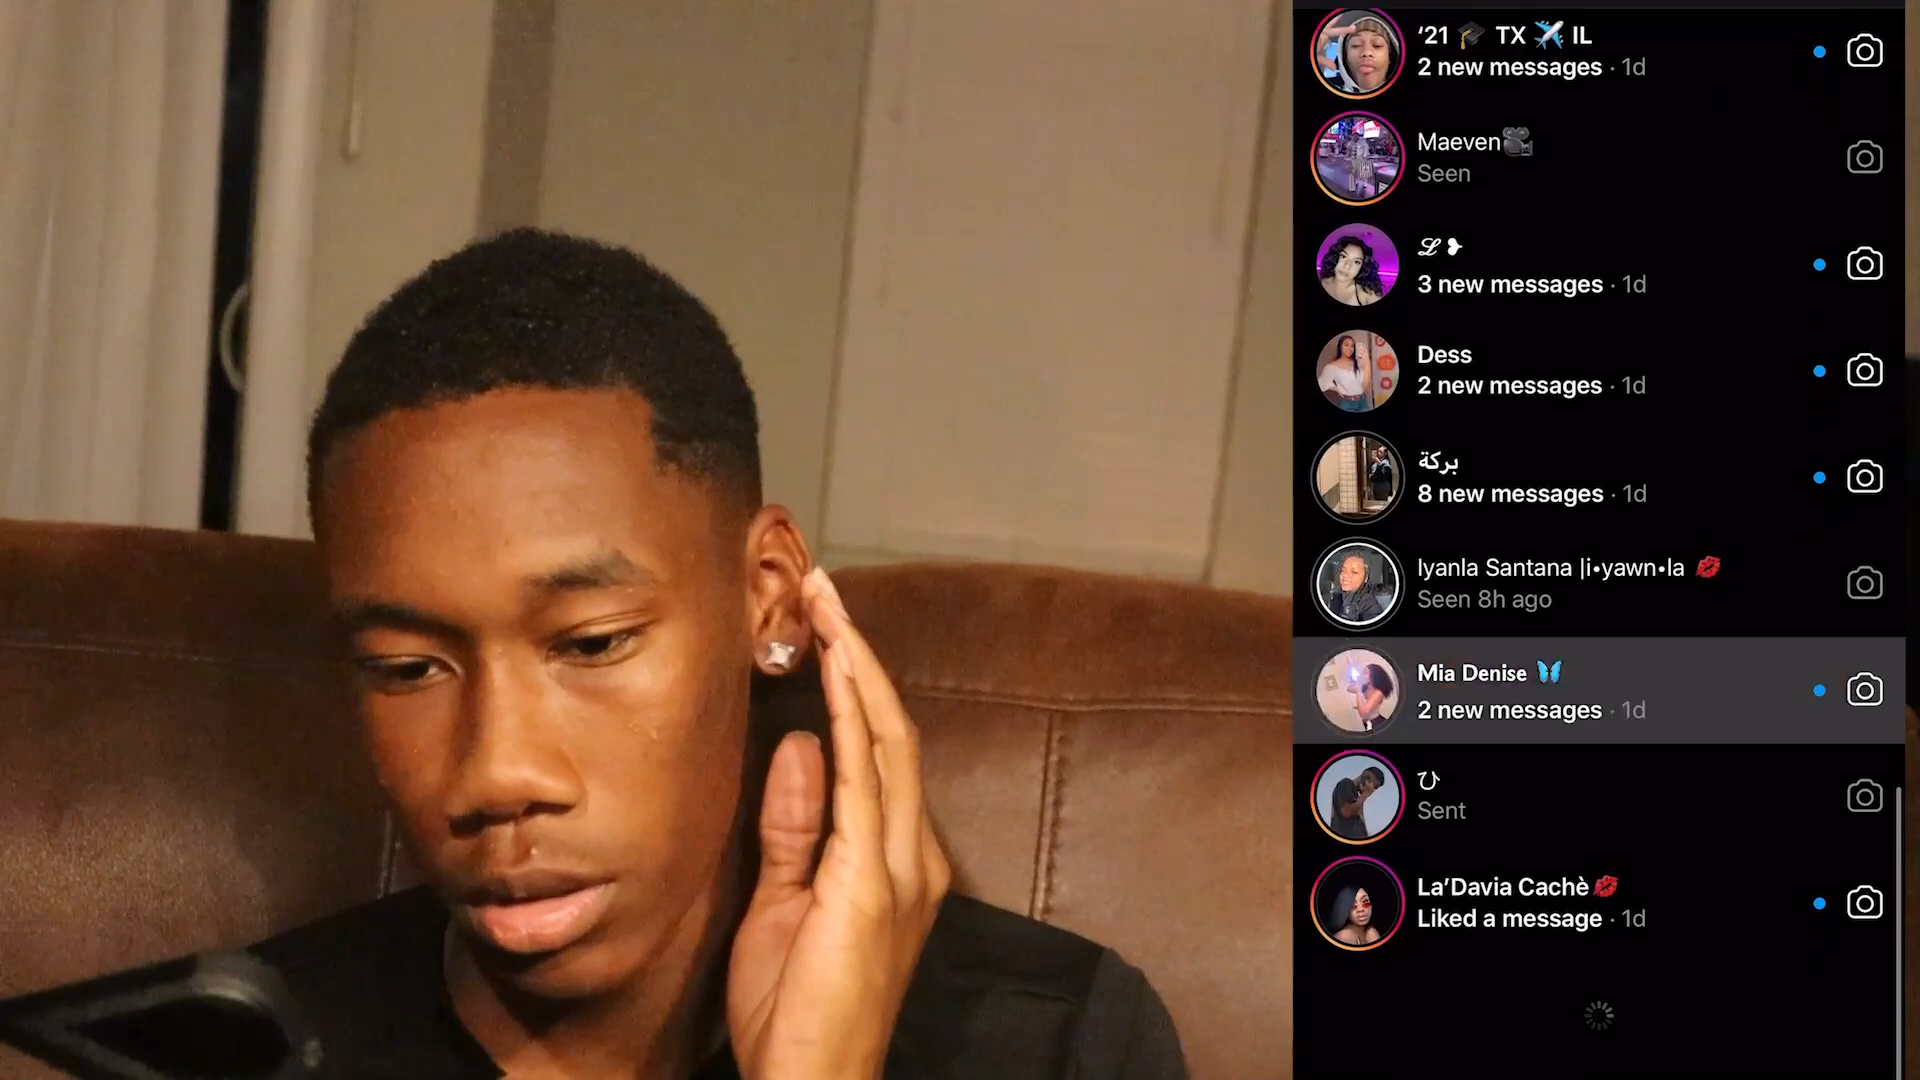 ‘21 🎓 TX ✈️ IL
2 new messages · 1d
Maeven🎥
Seen
ℒ ❥
3 new messages · 1d
Dess
2 new messages · 1d
بركة
8 new messages · 1d
Iyanla Santana |i•yawn•la 💋
Seen 8h ago
Mia Denise 🦋
2 new messages · 1d
ひ
Sent
La’Davia Cachè💋
Liked a message · 1d